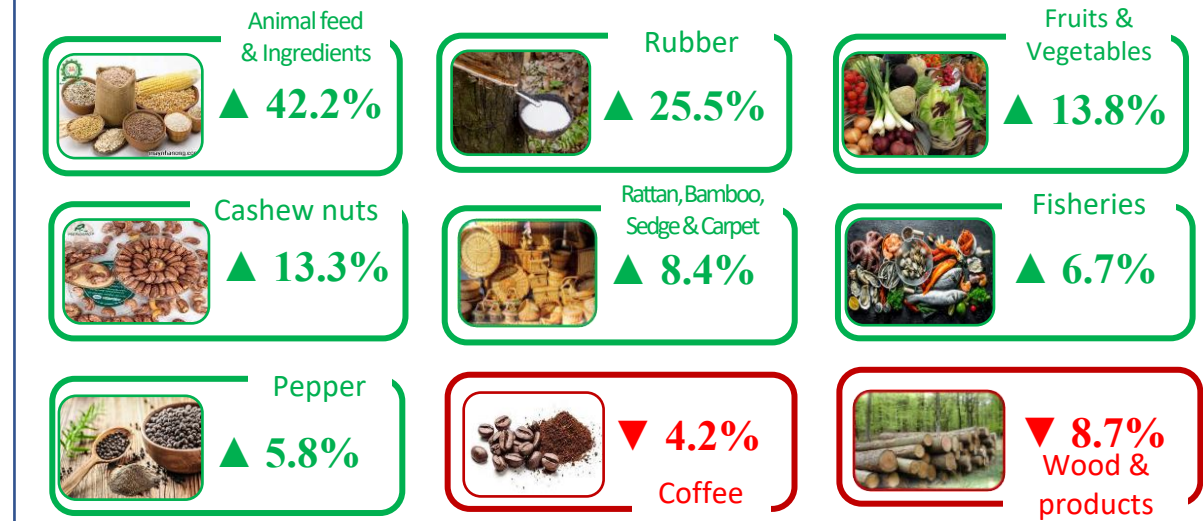 Animal feed
& Ingredients
▲ 42.2%
Rubber
▲ 25.5%
Fruits &
Vegetables
▲ 13.8%
Cashew nuts
▲ 13.3%
Rattan, Bamboo,
Sedge & Carpet
▲ 8.4%
Fisheries
▲ 6.7%
Pepper
▲ 5.8%
▼ 4.2%
Coffee
▼ 8.7%
Wood &
products